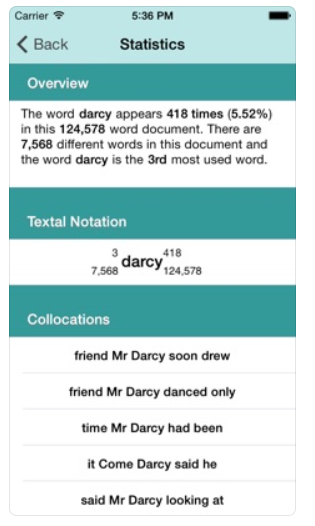 Carrier 5:36 PM
Back Statistics
Overview
The word darcy appears 418 times (5.52%)
in this 124,578 word document. There are
7,568 different words in this document and
the word darcy is the 3rd most used word.
Textal Notation
3 418
darcy
7,568 124,578
Collocations
friend Mr Darcy soon drew
friend Mr Darcy danced only
time Mr Darcy had been
it Come Darcy said he
said Mr Darcy looking at